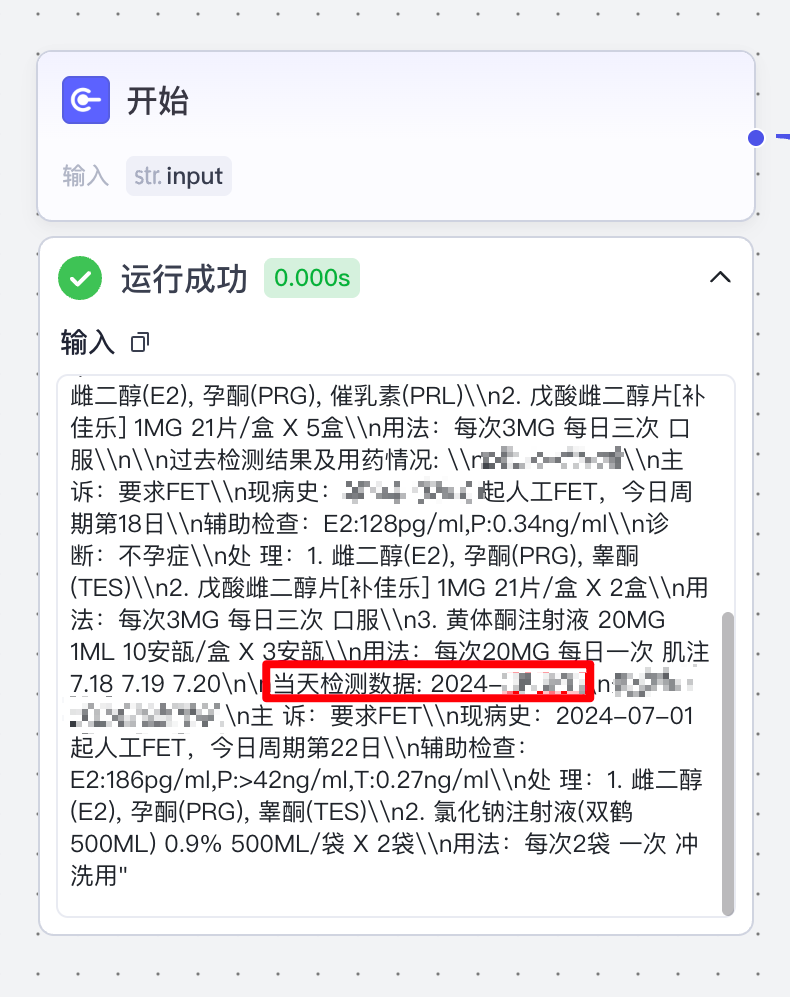 开始
输入 str. input
运行成功 0.000s
输入
雌二醇(E2), 孕酮(PRG), 催乳素(PRL)\\n2. 戊酸雌二醇片[补
佳乐] 1MG 21片/盒 X 5盒\\n用法：每次3MG 每日三次 口
服\\n\\n过去检测结果及用药情况: \\n \\n主
诉：要求FET\\n现病史： 起人工FET，今日周
期第18日\\n辅助检查：E2:128pg/ml,P:0.34ng/ml\\n诊
断：不孕症\\n处 理：1. 雌二醇(E2), 孕酮(PRG), 睾酮
(TES)\\n2. 戊酸雌二醇片[补佳乐] 1MG 21片/盒 X 2盒\\n用
法：每次3MG 每日三次 口服\\n3. 黄体酮注射液 20MG
1ML 10安瓿/盒 X 3安瓿\\n用法：每次20MG 每日一次 肌注
7.18 7.19 7.20\n\n当天检测数据: 2024- \n
\n主 诉：要求FET\\n现病史：2024-07-01
起人工FET，今日周期第22日\\n辅助检查：
E2:186pg/ml,P:>42ng/ml,T:0.27ng/ml\\n处 理：1. 雌二醇
(E2), 孕酮(PRG), 睾酮(TES)\\n2. 氯化钠注射液(双鹤
500ML) 0.9% 500ML/袋 X 2袋\\n用法：每次2袋 一次 冲
洗用"